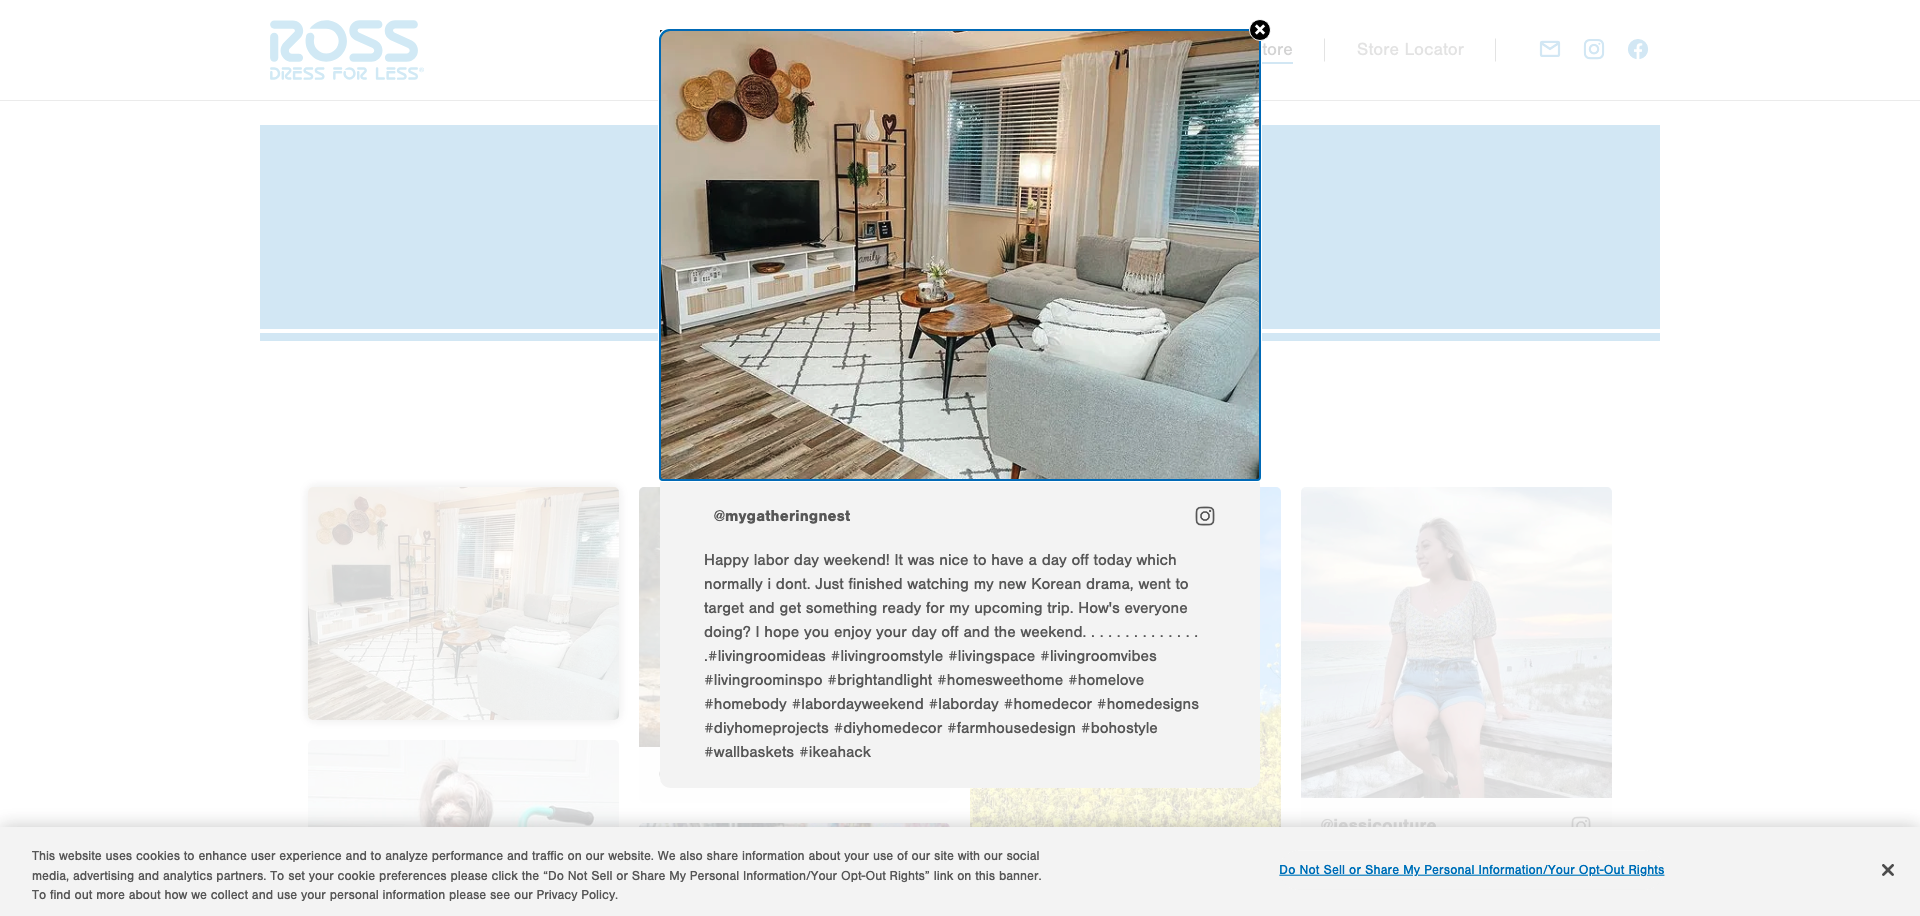 ROSS
DRESS FOR LESS®
tore
Store Locator
family
@mygatheringnest
Happy labor day weekend! It was nice to have a day off today which
normally i dont. Just finished watching my new Korean drama, went to
target and get something ready for my upcoming trip. How's everyone
doing? I hope you enjoy your day off and the weekend. . . . . . . . . . . . . .
.#livingroomideas #livingroomstyle #livingspace #livingroomvibes
#livingroominspo #brightandlight #homesweethome #homelove
#homebody #labordayweekend #laborday #homedecor #homedesigns
#diyhomeprojects #diyhomedecor #farmhousedesign #bohostyle
#wallbaskets #ikeahack
@jessicouture
This website uses cookies to enhance user experience and to analyze performance and traffic on our website. We also share information about your use of our site with our social
media, advertising and analytics partners. To set your cookie preferences please click the “Do Not Sell or Share My Personal Information/Your Opt-Out Rights” link on this banner.
To find out more about how we collect and use your personal information please see our Privacy Policy.
Do Not Sell or Share My Personal Information/Your Opt-Out Rights